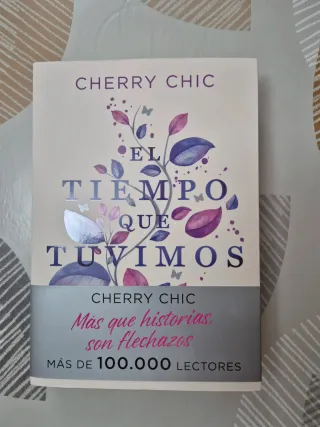 CHERRY CHIC
EL
TIEMPO
QUE
TUVIMOS
CHERRY CHIC
Más que historias,
son flechazos
MÁS DE 100.000 LECTORES